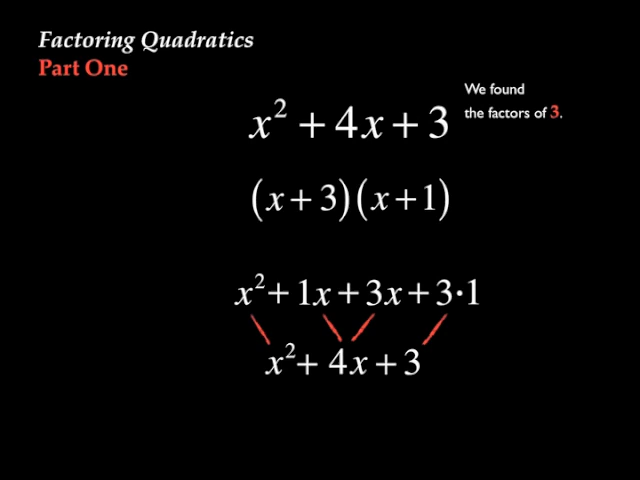 Factoring Quadratics
Part One
We found
the factors of 3.
x² + 4x + 3
(x + 3)(x + 1)
x² + 1x + 3x + 3·1
x² + 4x + 3